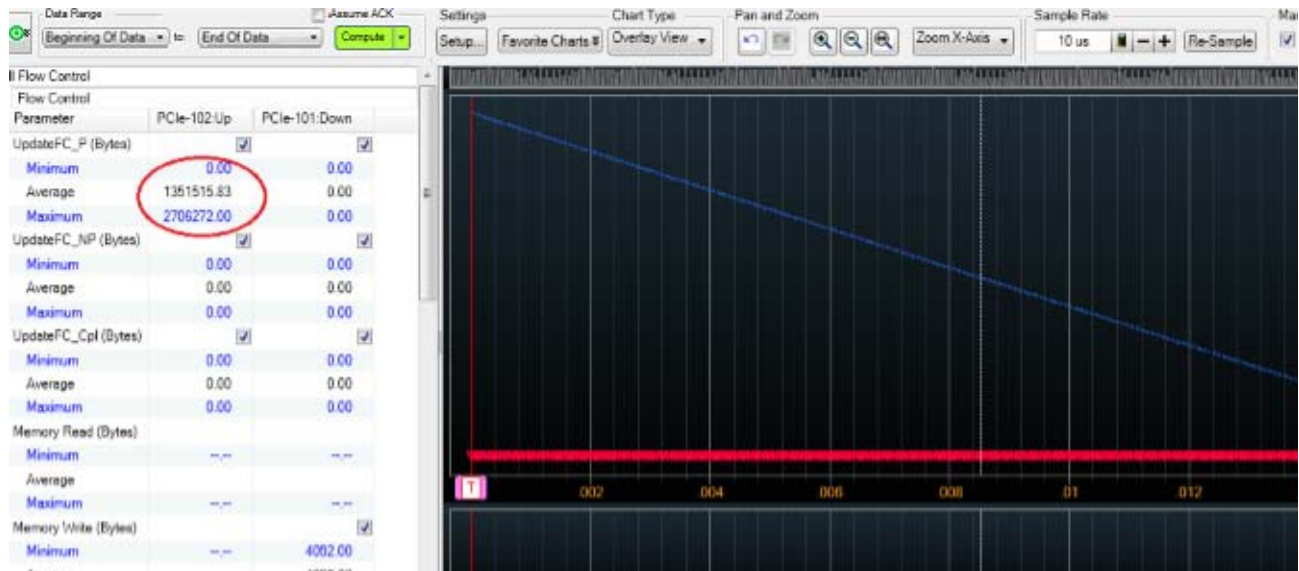 Data Range Assume ACK Settings Chart Type Pan and Zoom Sample Rate
Beginning Of Data to: End Of Data Compute Setup... Favorite Charts Overlay View Zoom X-Axis 10 us Re-Sample
Flow Control
Flow Control
Parameter PCIe-102:Up PCIe-101:Down
UpdateFC_P (Bytes)
Minimum 0.00 0.00
Average 1351515.83 0.00
Maximum 2706272.00 0.00
UpdateFC_NP (Bytes)
Minimum 0.00 0.00
Average 0.00 0.00
Maximum 0.00 0.00
UpdateFC_Cpl (Bytes)
Minimum 0.00 0.00
Average 0.00 0.00
Maximum 0.00 0.00
Memory Read (Bytes)
Minimum --.-- --.--
Average
Maximum --.-- --.--
Memory Write (Bytes)
Minimum --.-- 4092.00
T .002 .004 .006 .008 .01 .012